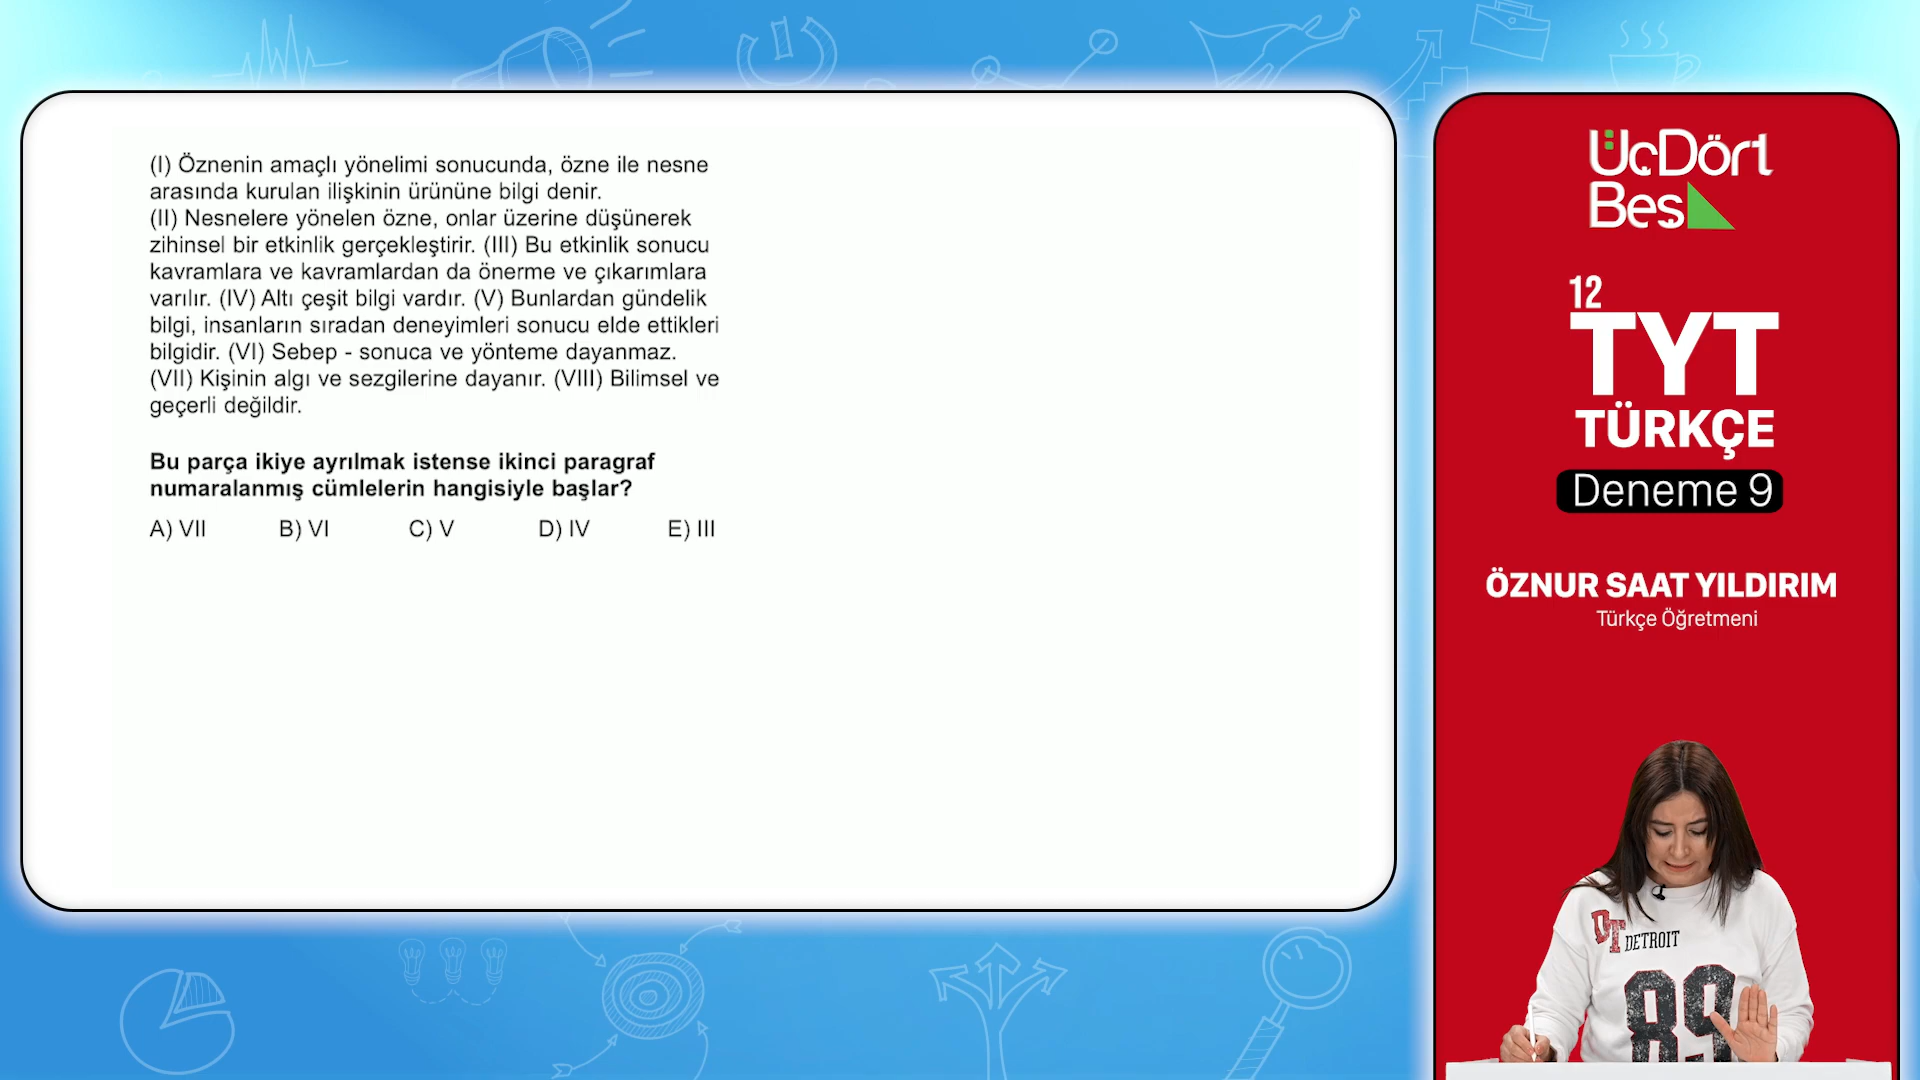 (I) Öznenin amaçlı yönelimi sonucunda, özne ile nesne
arasında kurulan ilişkinin ürününe bilgi denir.
(II) Nesnelere yönelen özne, onlar üzerine düşünerek
zihinsel bir etkinlik gerçekleştirir. (III) Bu etkinlik sonucu
kavramlara ve kavramlardan da önerme ve çıkarımlara
varılır. (IV) Altı çeşit bilgi vardır. (V) Bunlardan gündelik
bilgi, insanların sıradan deneyimleri sonucu elde ettikleri
bilgidir. (VI) Sebep - sonuca ve yönteme dayanmaz.
(VII) Kişinin algı ve sezgilerine dayanır. (VIII) Bilimsel ve
geçerli değildir.
Bu parça ikiye ayrılmak istense ikinci paragraf
numaralanmış cümlelerin hangisiyle başlar?
A) VII B) VI C) V D) IV E) III
ÜçDört
Beş
12
TYT
TÜRKÇE
Deneme 9
ÖZNUR SAAT YILDIRIM
Türkçe Öğretmeni
DT DETROIT
89